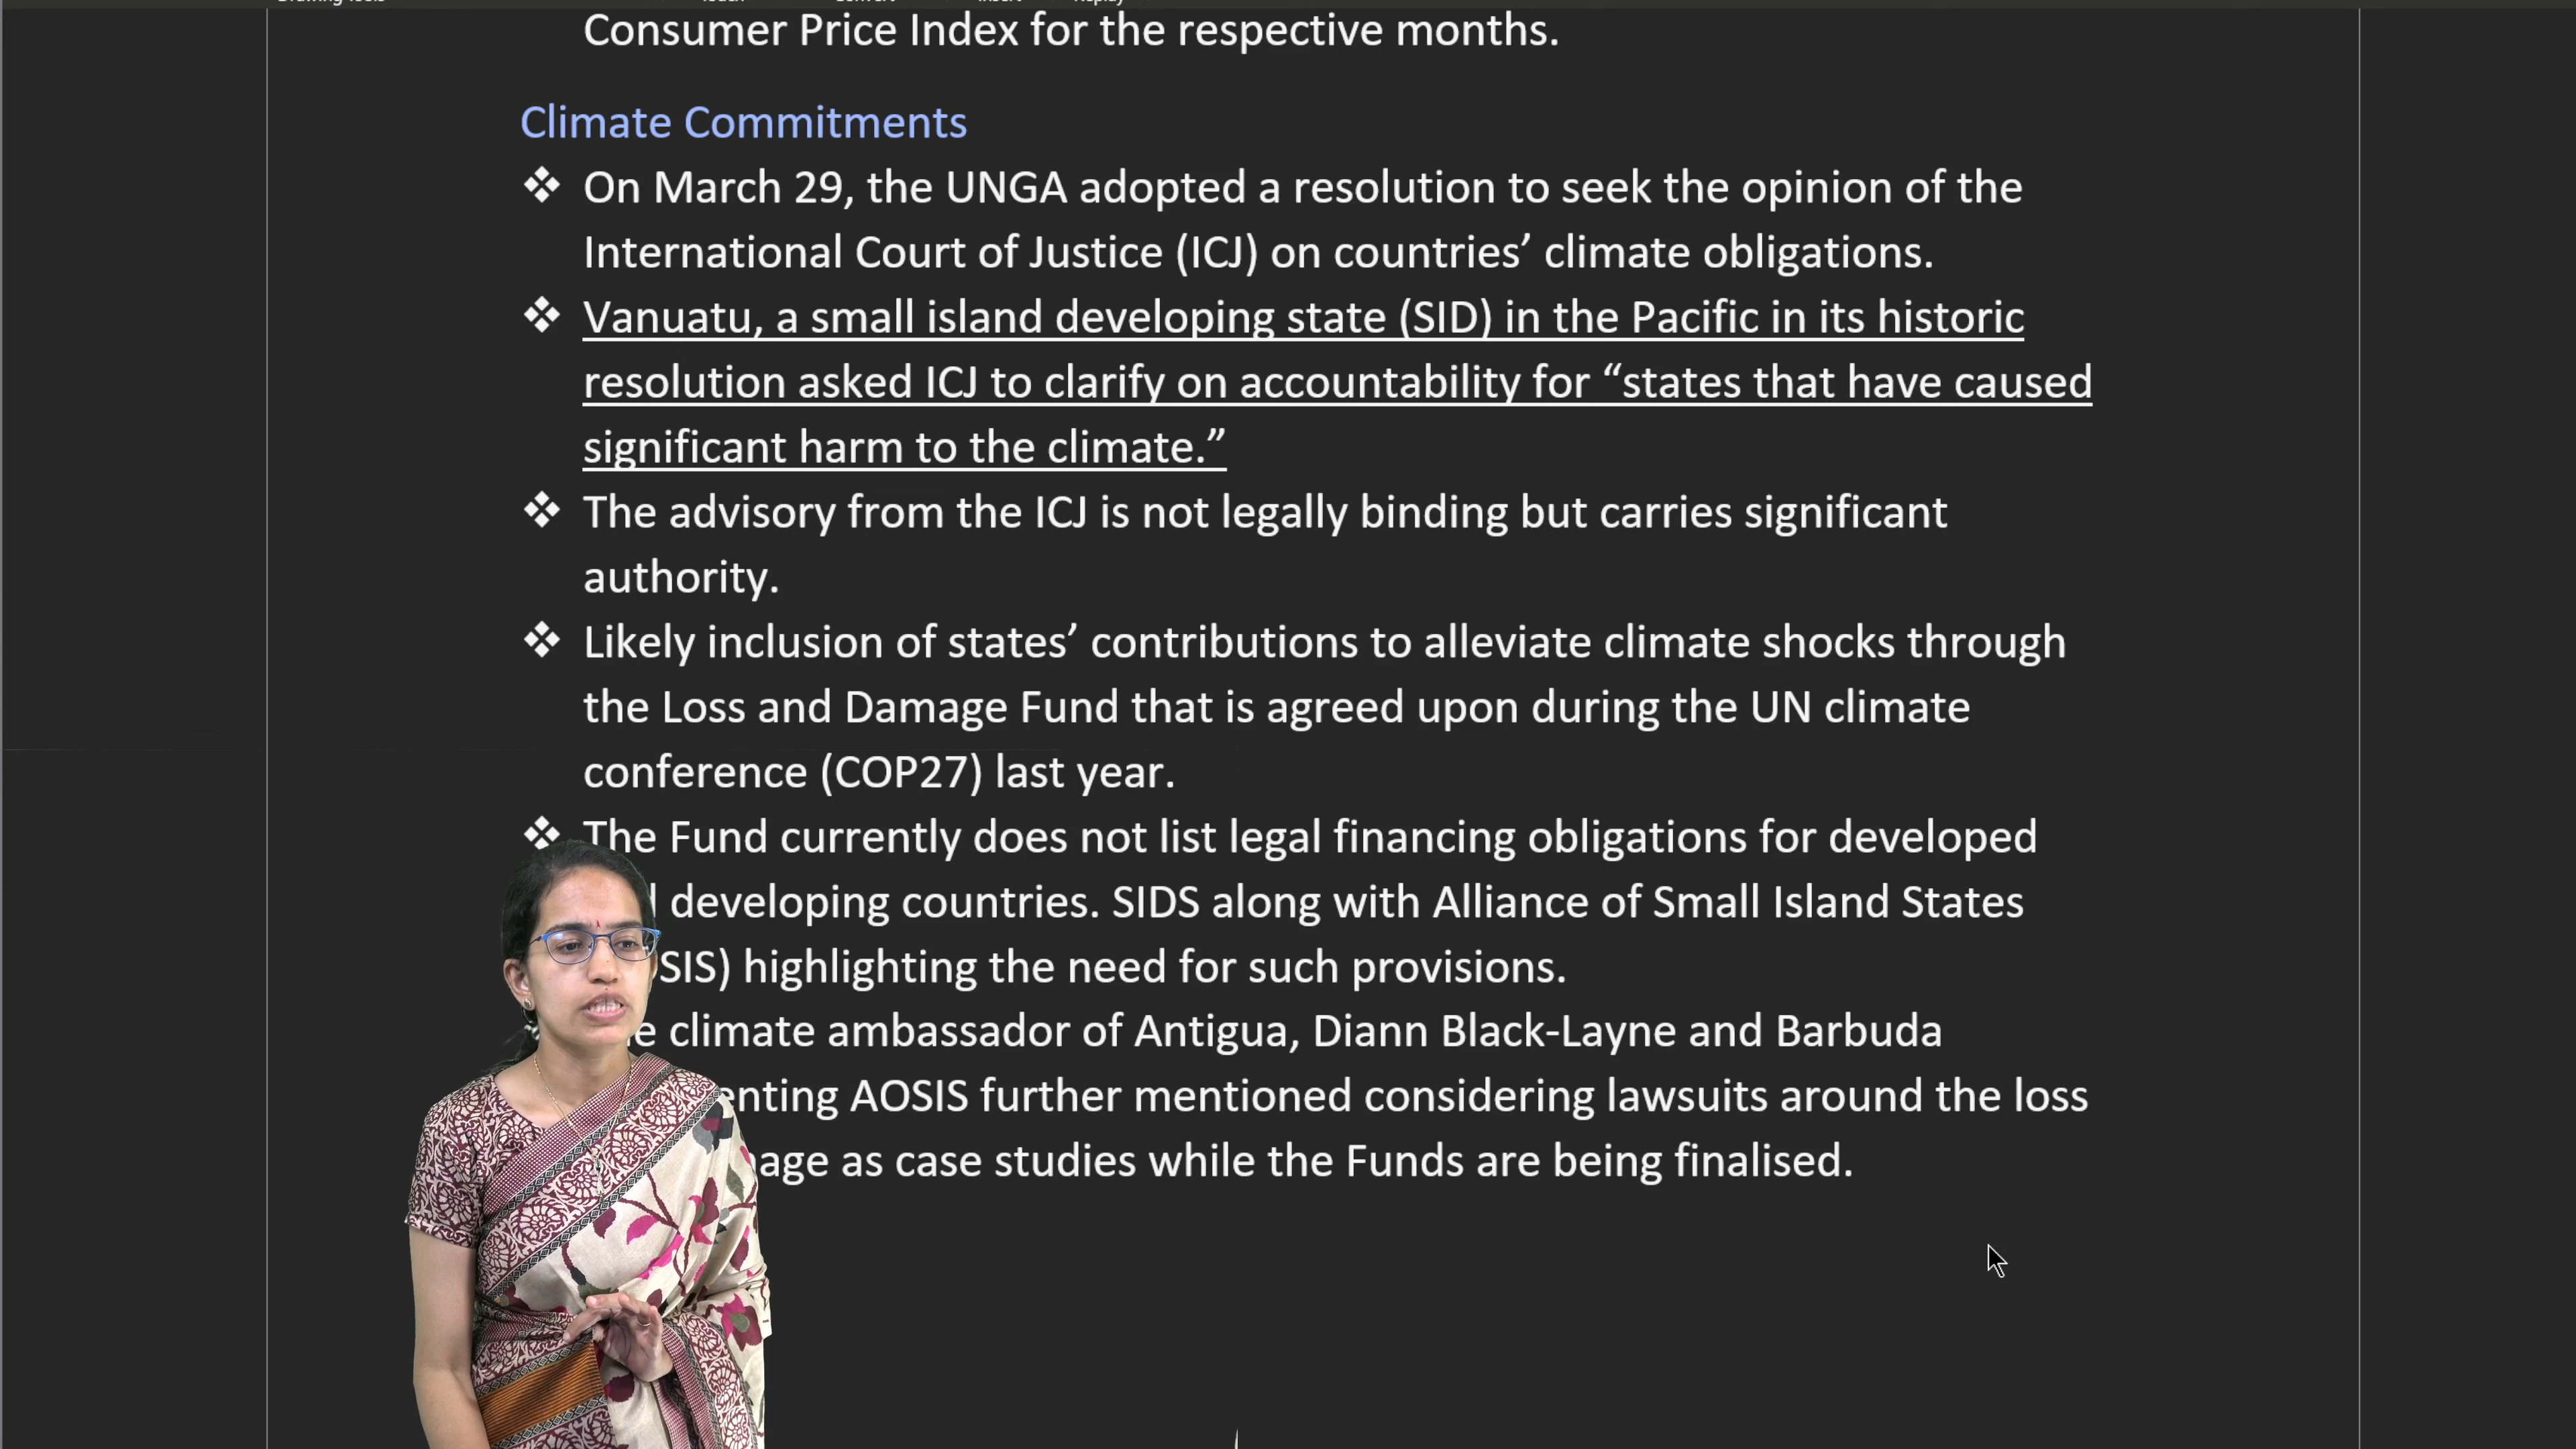 Consumer Price Index for the respective months.
Climate Commitments
❖ On March 29, the UNGA adopted a resolution to seek the opinion of the
International Court of Justice (ICJ) on countries’ climate obligations.
❖ Vanuatu, a small island developing state (SID) in the Pacific in its historic
resolution asked ICJ to clarify on accountability for “states that have caused
significant harm to the climate.”
❖ The advisory from the ICJ is not legally binding but carries significant
authority.
❖ Likely inclusion of states’ contributions to alleviate climate shocks through
the Loss and Damage Fund that is agreed upon during the UN climate
conference (COP27) last year.
❖ The Fund currently does not list legal financing obligations for developed
developing countries. SIDS along with Alliance of Small Island States
SIS) highlighting the need for such provisions.
climate ambassador of Antigua, Diann Black-Layne and Barbuda
enting AOSIS further mentioned considering lawsuits around the loss
age as case studies while the Funds are being finalised.